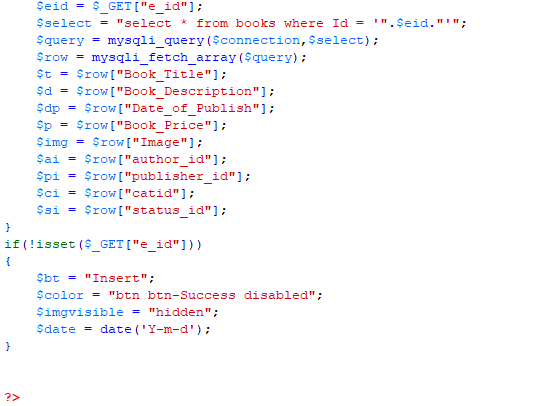 $eid = $_GET["e_id"];
$select = "select * from books where Id = '".$eid."'";
$query = mysqli_query($connection,$select);
$row = mysqli_fetch_array($query);
$t = $row["Book_Title"];
$d = $row["Book_Description"];
$dp = $row["Date_of_Publish"];
$p = $row["Book_Price"];
$img = $row["Image"];
$ai = $row["author_id"];
$pi = $row["publisher_id"];
$ci = $row["catid"];
$si = $row["status_id"];
}
if(!isset($_GET["e_id"]))
{
$bt = "Insert";
$color = "btn btn-Success disabled";
$imgvisible = "hidden";
$date = date('Y-m-d');
}
?>